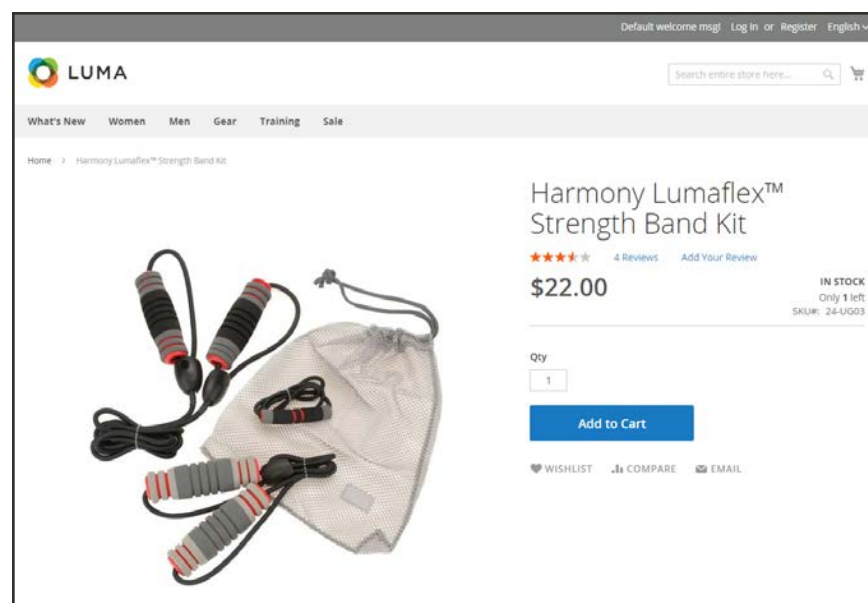 Default welcome msg! Log In or Register English
LUMA
Search entire store here...
What's New Women Men Gear Training Sale
Home > Harmony Lumaflex™ Strength Band Kit
Harmony Lumaflex™
Strength Band Kit
4 Reviews Add Your Review
$22.00
IN STOCK
Only 1 left
SKU#: 24-UG03
Qty
1
Add to Cart
WISHLIST COMPARE EMAIL